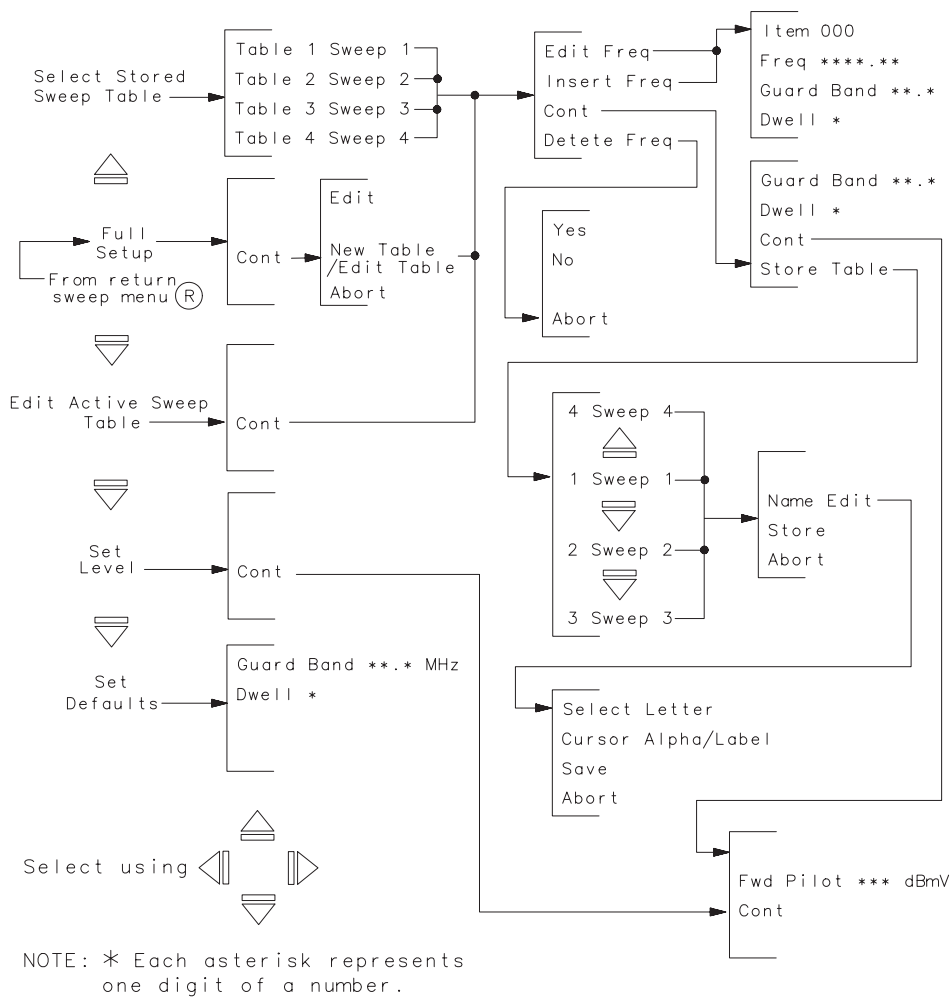 Select Stored
Sweep Table
Table 1 Sweep 1
Table 2 Sweep 2
Table 3 Sweep 3
Table 4 Sweep 4
Edit Freq
Insert Freq
Cont
Detete Freq
Item 000
Freq ****.**
Guard Band **.*
Dwell *
Guard Band **.*
Dwell *
Cont
Store Table
Full
Setup
From return
sweep menu R
Cont
Edit
New Table
/Edit Table
Abort
Yes
No
Abort
Edit Active Sweep
Table
Cont
4 Sweep 4
1 Sweep 1
2 Sweep 2
3 Sweep 3
Name Edit
Store
Abort
Set
Level
Cont
Set
Defaults
Guard Band **.* MHz
Dwell *
Select Letter
Cursor Alpha/Label
Save
Abort
Select using
Fwd Pilot *** dBmV
Cont
NOTE: * Each asterisk represents
one digit of a number.